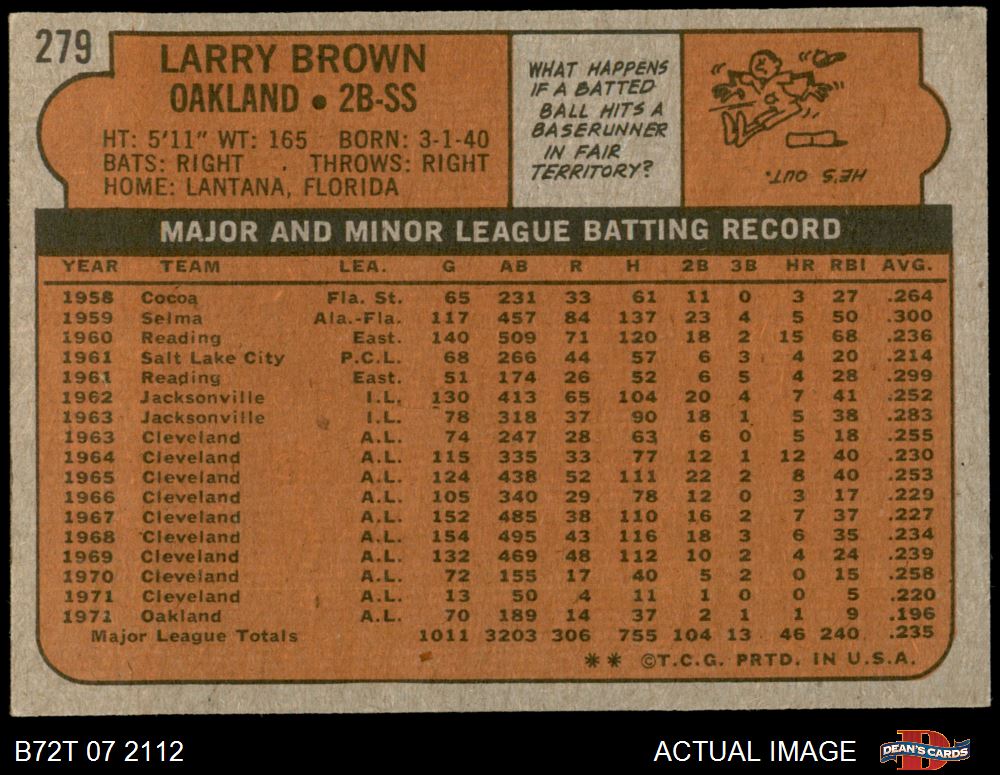 279
LARRY BROWN
OAKLAND • 2B-SS
HT: 5'11" WT: 165 BORN: 3-1-40
BATS: RIGHT . THROWS: RIGHT
HOME: LANTANA, FLORIDA
WHAT HAPPENS
IF A BATTED
BALL HITS A
BASERUNNER
IN FAIR
TERRITORY?
HE'S OUT.
MAJOR AND MINOR LEAGUE BATTING RECORD
YEAR TEAM LEA. G AB R H 2B 3B HR RBI AVG.
1958 Cocoa Fla. St. 65 231 33 61 11 0 3 27 .264
1959 Selma Ala.-Fla. 117 457 84 137 23 4 5 50 .300
1960 Reading East. 140 509 71 120 18 2 15 68 .236
1961 Salt Lake City P.C.L. 68 266 44 57 6 3 4 20 .214
1961 Reading East. 51 174 26 52 6 5 4 28 .299
1962 Jacksonville I.L. 130 413 65 104 20 4 7 41 .252
1963 Jacksonville I.L. 78 318 37 90 18 1 5 38 .283
1963 Cleveland A.L. 74 247 28 63 6 0 5 18 .255
1964 Cleveland A.L. 115 335 33 77 12 1 12 40 .230
1965 Cleveland A.L. 124 438 52 111 22 2 8 40 .253
1966 Cleveland A.L. 105 340 29 78 12 0 3 17 .229
1967 Cleveland A.L. 152 485 38 110 16 2 7 37 .227
1968 Cleveland A.L. 154 495 43 116 18 3 6 35 .234
1969 Cleveland A.L. 132 469 48 112 10 2 4 24 .239
1970 Cleveland A.L. 72 155 17 40 5 2 0 15 .258
1971 Cleveland A.L. 13 50 4 11 1 0 0 5 .220
1971 Oakland A.L. 70 189 14 37 2 1 1 9 .196
Major League Totals 1011 3203 306 755 104 13 46 240 .235
** ©T.C.G. PRTD. IN U.S.A.
B72T 07 2112
ACTUAL IMAGE
D
DEAN'S CARDS